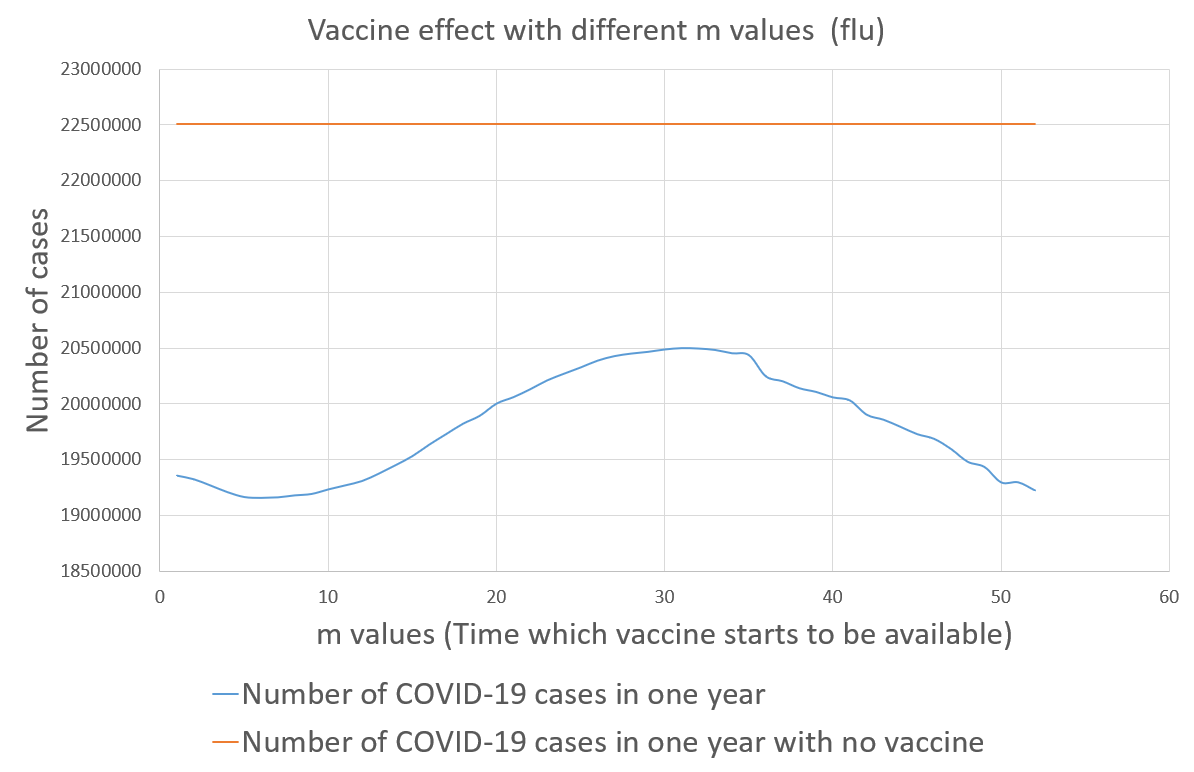 Vaccine effect with different m values  (flu)
Number of cases
23000000
22500000
22000000
21500000
21000000
20500000
20000000
19500000
19000000
18500000
0 10 20 30 40 50 60
m values (Time which vaccine starts to be available)
Number of COVID-19 cases in one year
Number of COVID-19 cases in one year with no vaccine